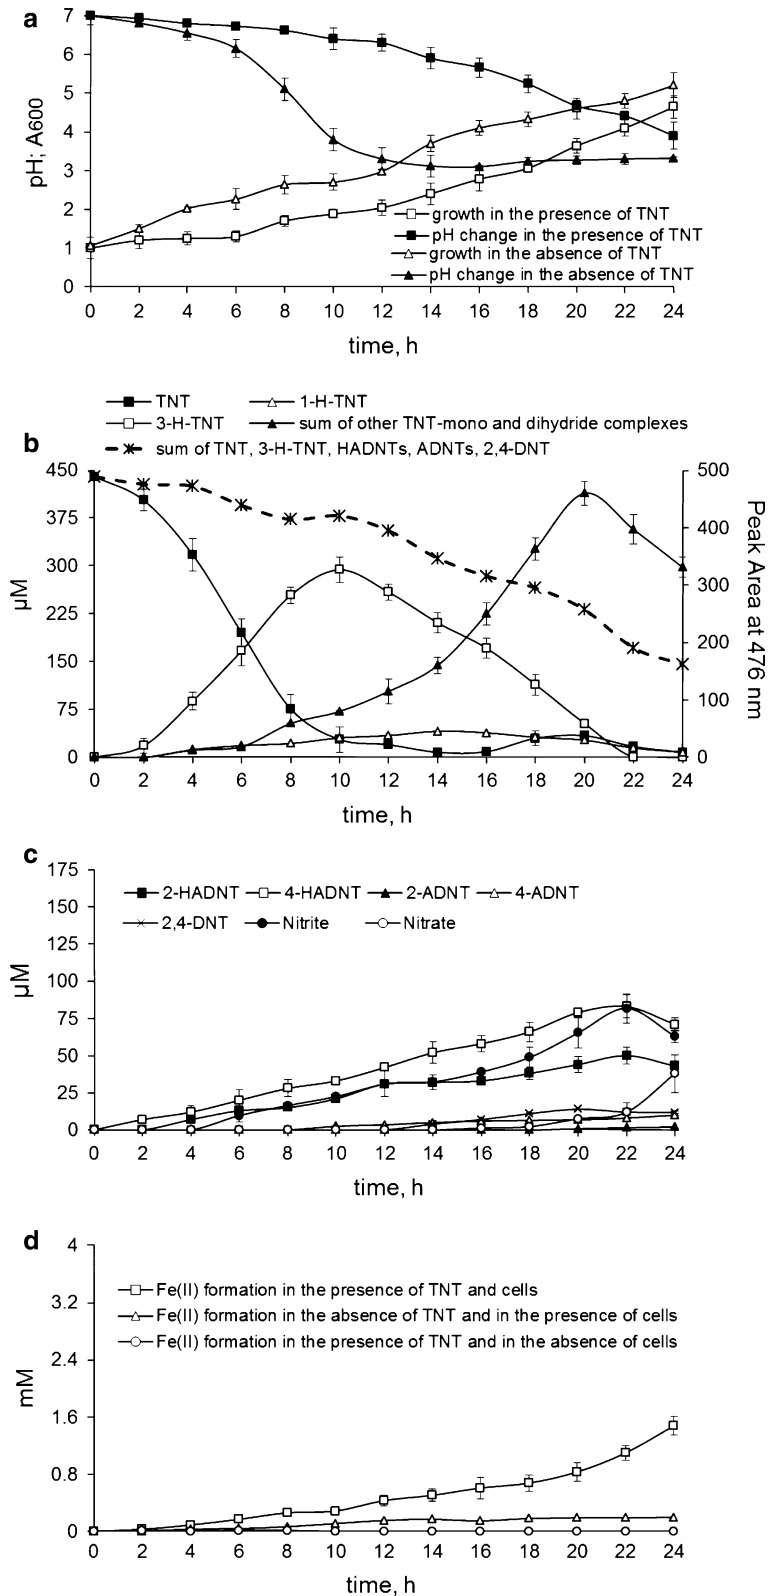 a
7
6
5
4
3
2
1
0
pH; A600
growth in the presence of TNT
pH change in the presence of TNT
growth in the absence of TNT
pH change in the absence of TNT
0 2 4 6 8 10 12 14 16 18 20 22 24
time, h
TNT 1-H-TNT
3-H-TNT sum of other TNT-mono and dihydride complexes
b sum of TNT, 3-H-TNT, HADNTs, ADNTs, 2,4-DNT
450 500
375 400
300 300
225 200
150 100
75 0
0
µM
Peak Area at 476 nm
0 2 4 6 8 10 12 14 16 18 20 22 24
time, h
c
175
150
125
100
75
50
25
0
µM
2-HADNT 4-HADNT 2-ADNT 4-ADNT
2,4-DNT Nitrite Nitrate
0 2 4 6 8 10 12 14 16 18 20 22 24
time, h
d
4
3.2
2.4
1.6
0.8
0
mM
Fe(II) formation in the presence of TNT and cells
Fe(II) formation in the absence of TNT and in the presence of cells
Fe(II) formation in the presence of TNT and in the absence of cells
0 2 4 6 8 10 12 14 16 18 20 22 24
time, h